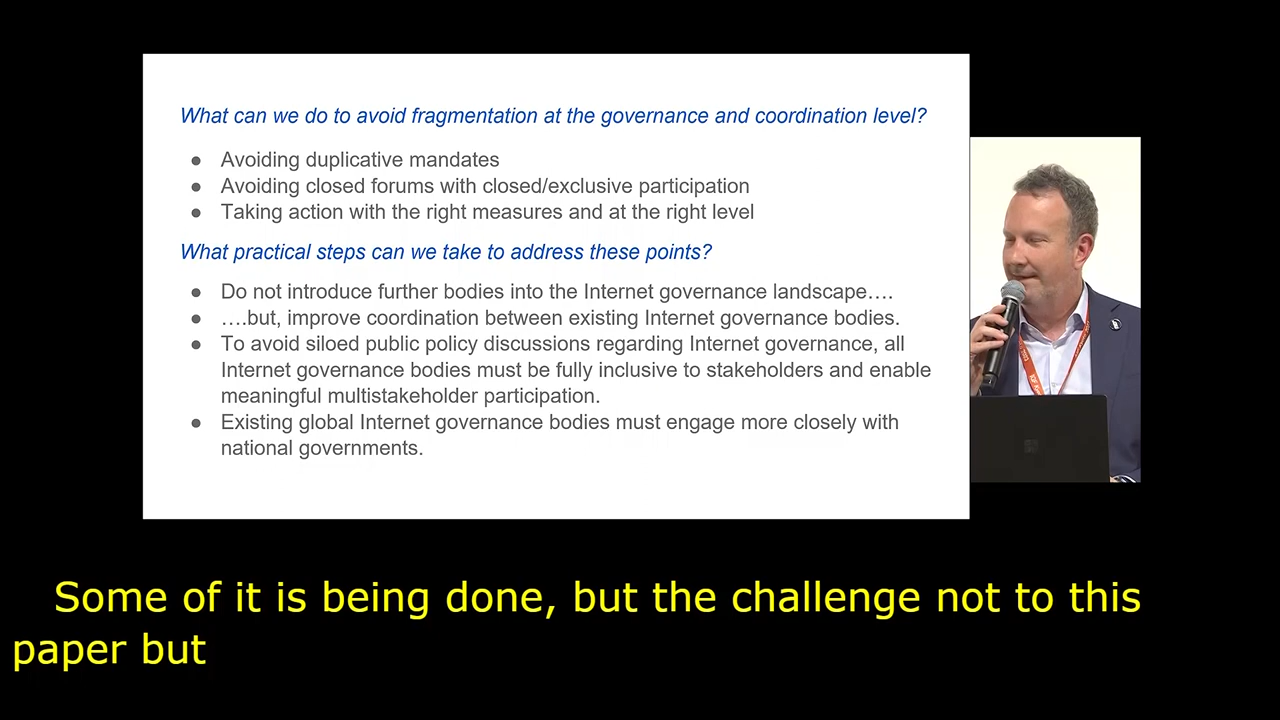 What can we do to avoid fragmentation at the governance and coordination level?
● Avoiding duplicative mandates
● Avoiding closed forums with closed/exclusive participation
● Taking action with the right measures and at the right level
What practical steps can we take to address these points?
● Do not introduce further bodies into the Internet governance landscape….
● ….but, improve coordination between existing Internet governance bodies.
● To avoid siloed public policy discussions regarding Internet governance, all
Internet governance bodies must be fully inclusive to stakeholders and enable
meaningful multistakeholder participation.
● Existing global Internet governance bodies must engage more closely with
national governments.
Some of it is being done, but the challenge not to this
paper but